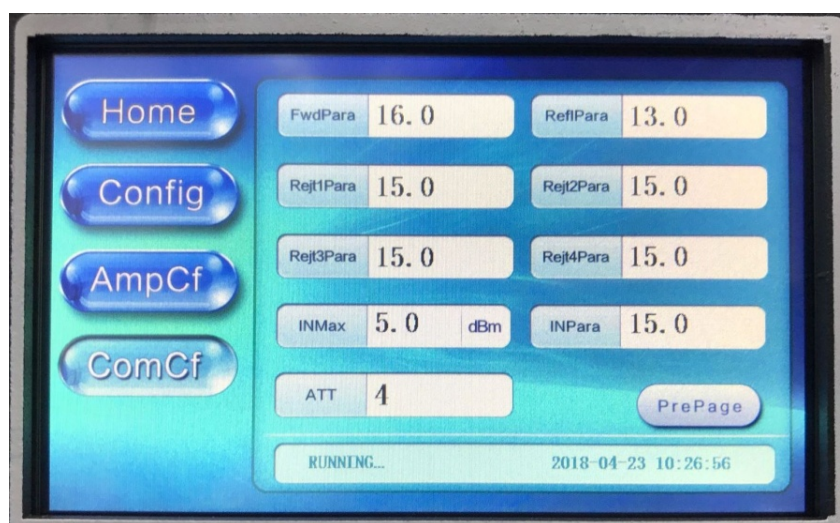 Home
Config
AmpCf
ComCf
FwdPara 16.0
ReflPara 13.0
Rejt1Para 15.0
Rejt2Para 15.0
Rejt3Para 15.0
Rejt4Para 15.0
INMax 5.0 dBm
INPara 15.0
ATT 4
PrePage
RUNNING...
2018-04-23 10:26:56